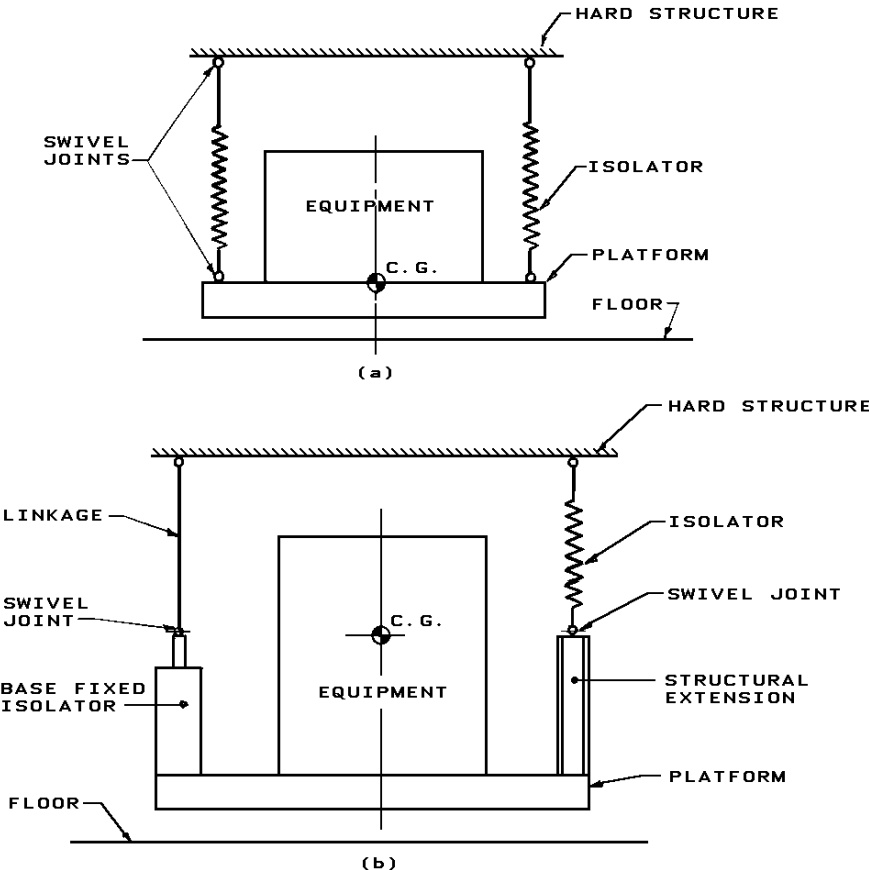 HARD STRUCTURE
SWIVEL
JOINTS
ISOLATOR
EQUIPMENT
PLATFORM
C.G.
FLOOR
(a)
HARD STRUCTURE
LINKAGE
ISOLATOR
SWIVEL
JOINT
SWIVEL JOINT
C.G.
BASE FIXED
ISOLATOR
EQUIPMENT
STRUCTURAL
EXTENSION
PLATFORM
FLOOR
(b)